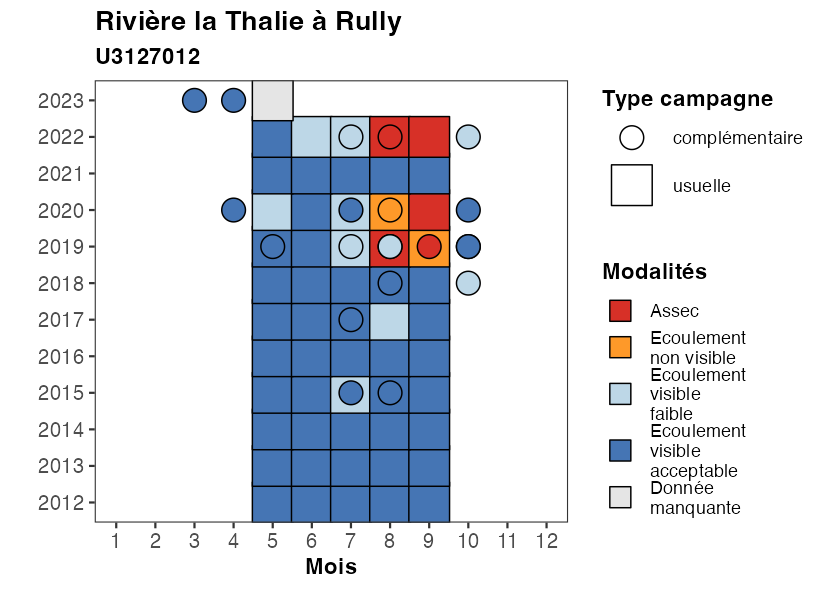 Rivière la Thalie à Rully
U3127012
2023
2022
2021
2020
2019
2018
2017
2016
2015
2014
2013
2012
1 2 3 4 5 6 7 8 9 10 11 12
Mois
Type campagne
complémentaire
usuelle
Modalités
Assec
Ecoulement
non visible
Ecoulement
visible
faible
Ecoulement
visible
acceptable
Donnée
manquante